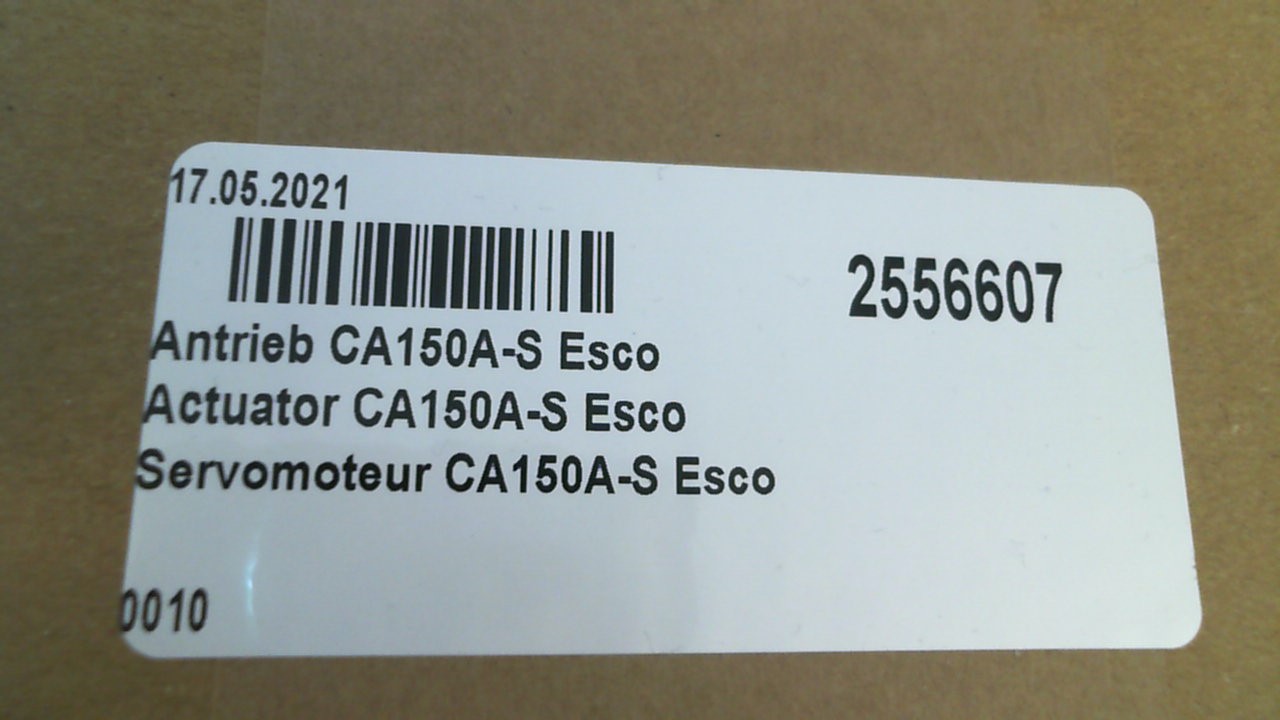 17.05.2021
2556607
Antrieb CA150A-S Esco
Actuator CA150A-S Esco
Servomoteur CA150A-S Esco
0010